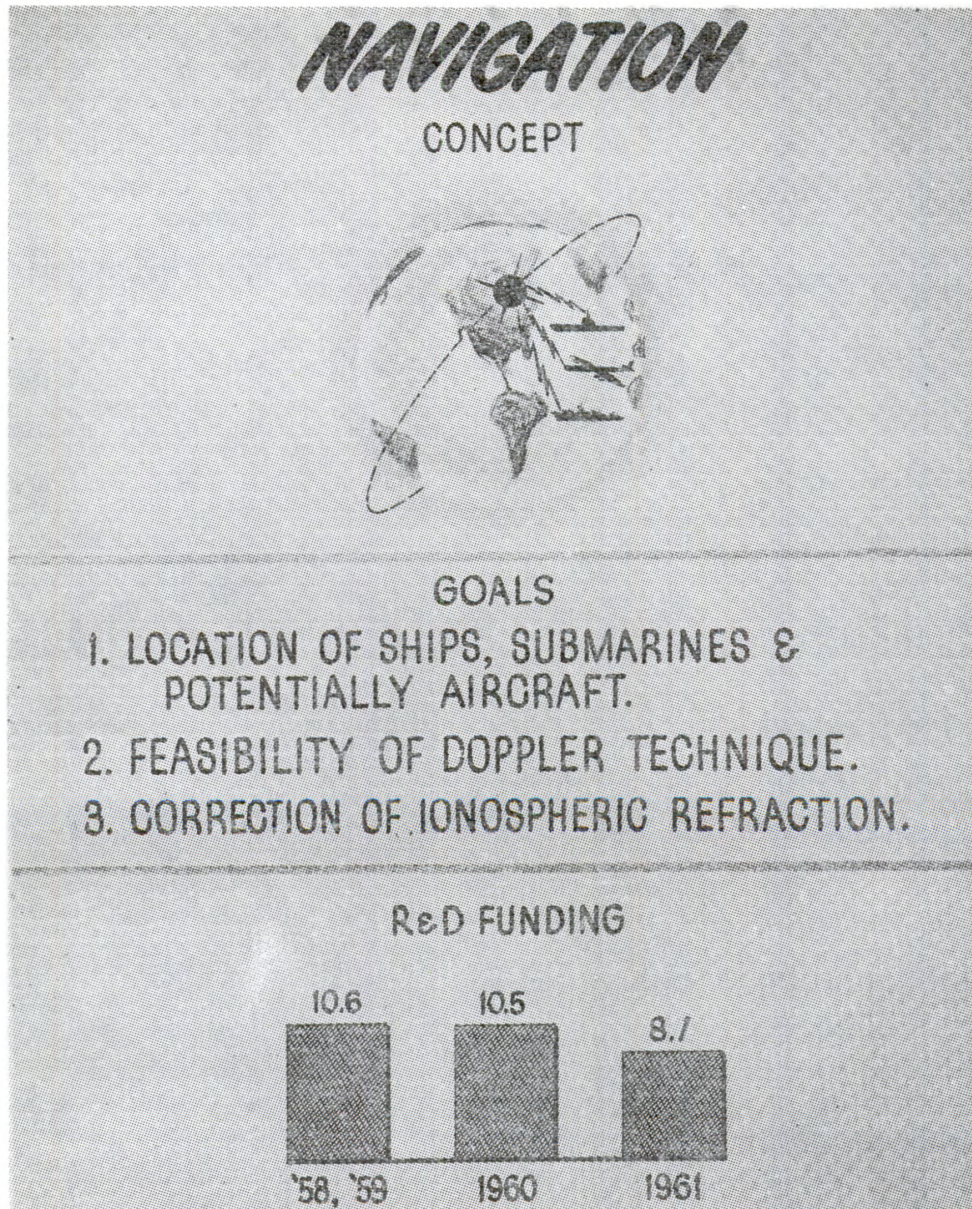 NAVIGATION
CONCEPT
GOALS
1. LOCATION OF SHIPS, SUBMARINES &
POTENTIALLY AIRCRAFT.
2. FEASIBILITY OF DOPPLER TECHNIQUE.
3. CORRECTION OF IONOSPHERIC REFRACTION.
R&D FUNDING
10.6 10.5 8.1
'58, '59 1960 1961